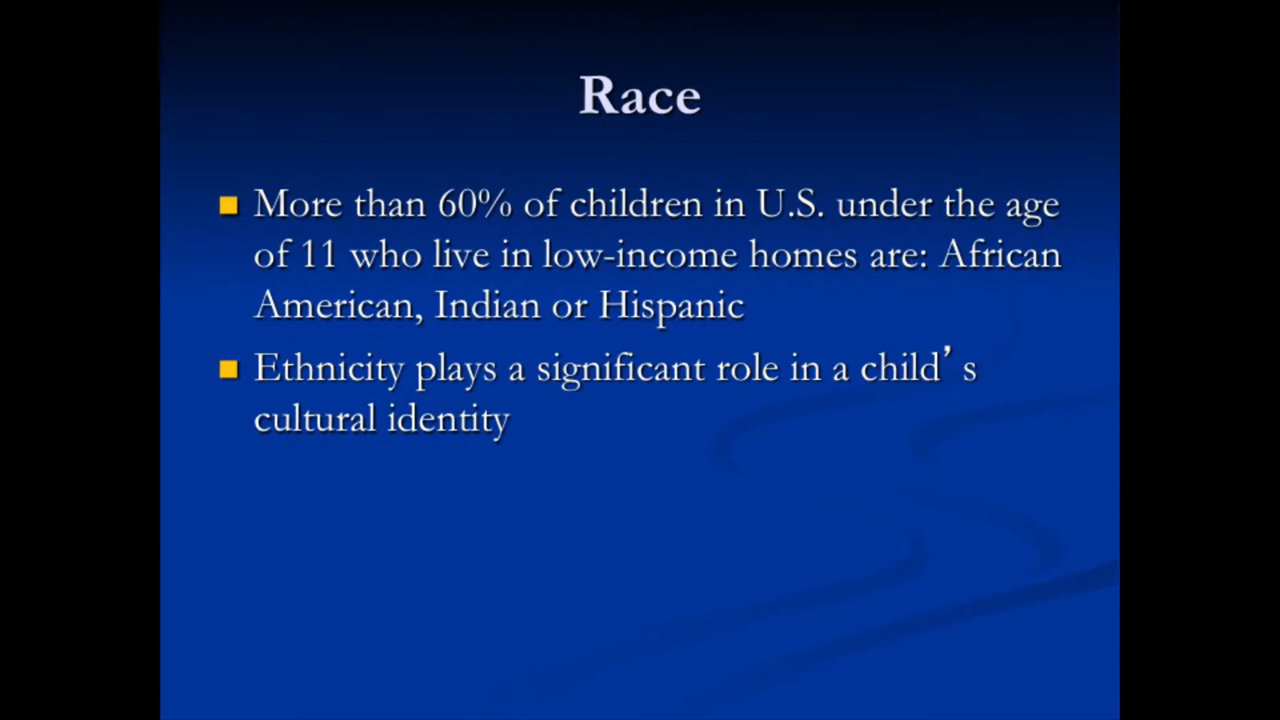 Race
More than 60% of children in U.S. under the age
of 11 who live in low-income homes are: African
American, Indian or Hispanic
Ethnicity plays a significant role in a child’s
cultural identity